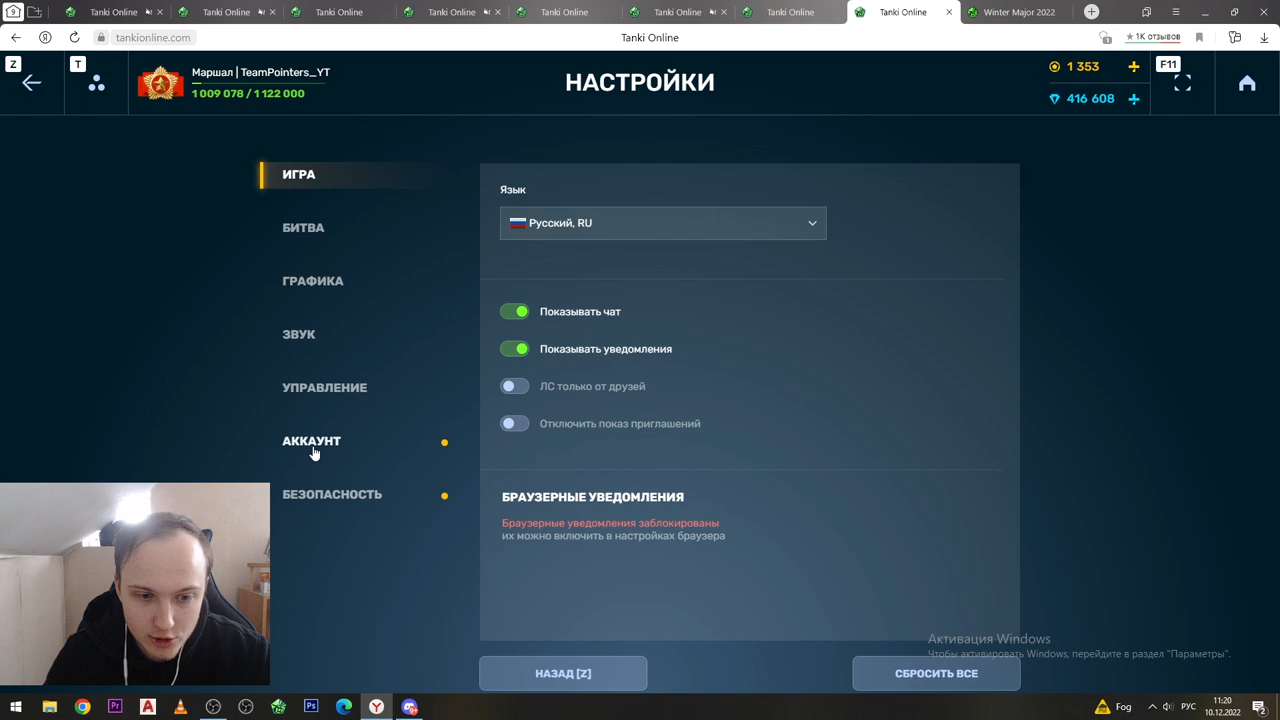 Tanki Online
Tanki Online
Tanki Online
Tanki Online
Tanki Online
Tanki Online
Tanki Online
Tanki Online
Tanki Online
Tanki Online
Winter Major 2022
tankionline.com
Tanki Online
★ 1К отзывов
Z
T
Маршал | TeamPointers_YT
1 009 078 / 1 122 000
НАСТРОЙКИ
1 353
416 608
F11
ИГРА
БИТВА
ГРАФИКА
ЗВУК
УПРАВЛЕНИЕ
АККАУНТ
БЕЗОПАСНОСТЬ
Язык
Русский, RU
Показывать чат
Показывать уведомления
ЛС только от друзей
Отключить показ приглашений
БРАУЗЕРНЫЕ УВЕДОМЛЕНИЯ
Браузерные уведомления заблокированы
их можно включить в настройках браузера
НАЗАД [Z]
СБРОСИТЬ ВСЕ
Активация Windows
Чтобы активировать Windows, перейдите в раздел "Параметры".
Fog
РУС
11:20
10.12.2022